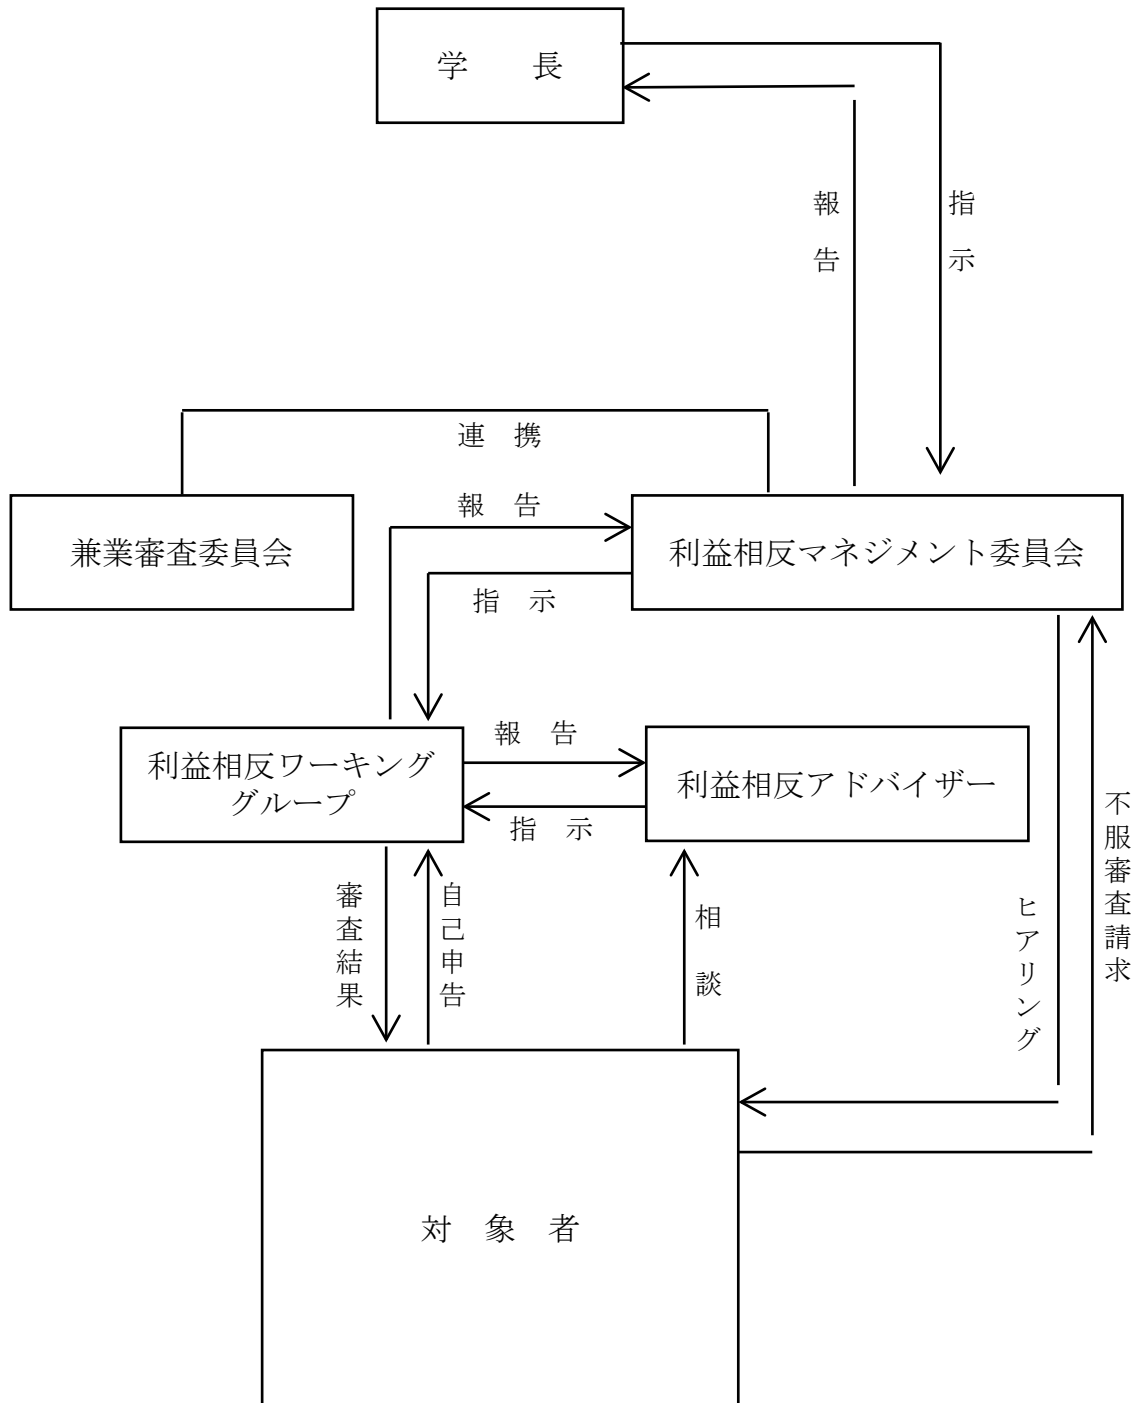 学　長
報告
指示
連　携
兼業審査委員会
報　告
利益相反マネジメント委員会
指　示
利益相反ワーキング
グループ
報　告
指　示
利益相反アドバイザー
審査結果
自己申告
相談
ヒアリング
不服審査請求
対　象　者